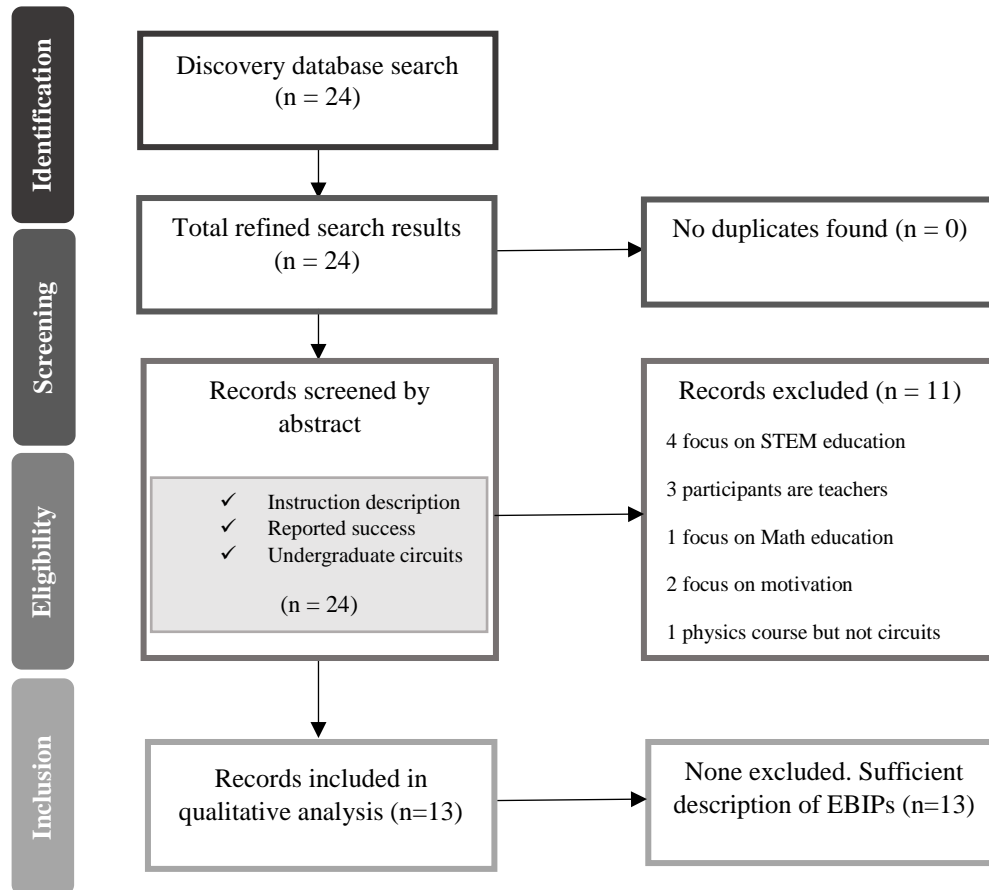 Identification
Discovery database search
(n = 24)
Screening
Total refined search results
(n = 24)
No duplicates found (n = 0)
Eligibility
Records screened by
abstract
✓ Instruction description
✓ Reported success
✓ Undergraduate circuits
(n = 24)
Records excluded (n = 11)
4 focus on STEM education
3 participants are teachers
1 focus on Math education
2 focus on motivation
1 physics course but not circuits
Inclusion
Records included in
qualitative analysis (n=13)
None excluded. Sufficient
description of EBIPs (n=13)